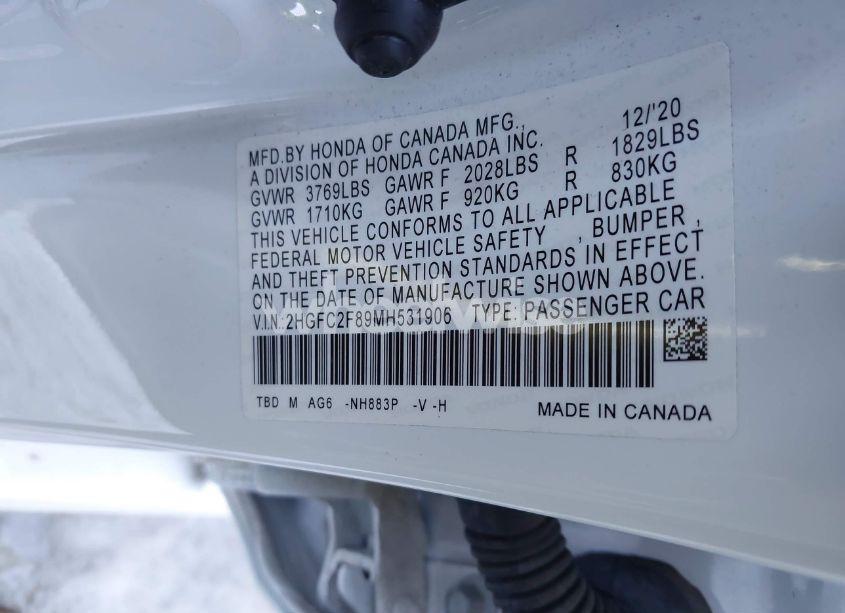 MFD.BY HONDA OF CANADA MFG., 12/'20
A DIVISION OF HONDA CANADA INC.
GVWR 3769LBS GAWR F 2028LBS R 1829LBS
GVWR 1710KG GAWR F 920KG R 830KG
THIS VEHICLE CONFORMS TO ALL APPLICABLE
FEDERAL MOTOR VEHICLE SAFETY , BUMPER ,
AND THEFT PREVENTION STANDARDS IN EFFECT
ON THE DATE OF MANUFACTURE SHOWN ABOVE.
V.I.N.:2HGFC2F89MH531906 TYPE: PASSENGER CAR
TBD M AG6 -NH883P -V -H MADE IN CANADA